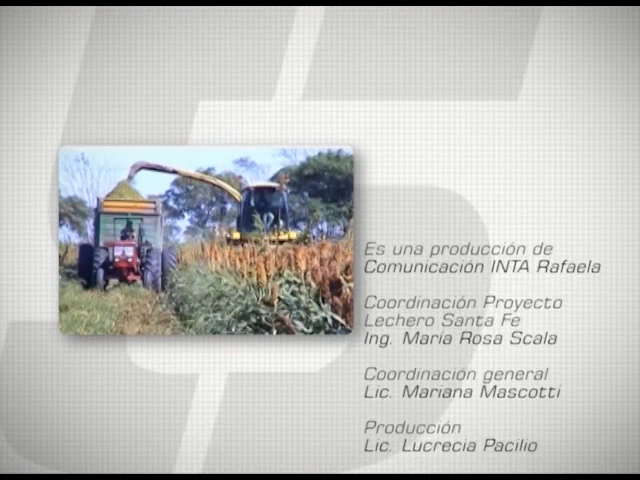 Es una producción de
Comunicación INTA Rafaela
Coordinación Proyecto
Lechero Santa Fe
Ing. María Rosa Scala
Coordinación general
Lic. Mariana Mascotti
Producción
Lic. Lucrecia Pacilio